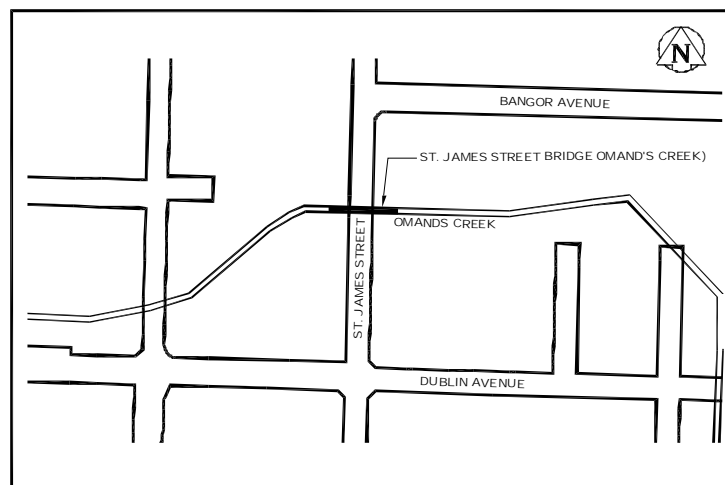 N
BANGOR AVENUE
ST. JAMES STREET BRIDGE OMAND'S CREEK)
OMANDS CREEK
ST. JAMES STREET
DUBLIN AVENUE